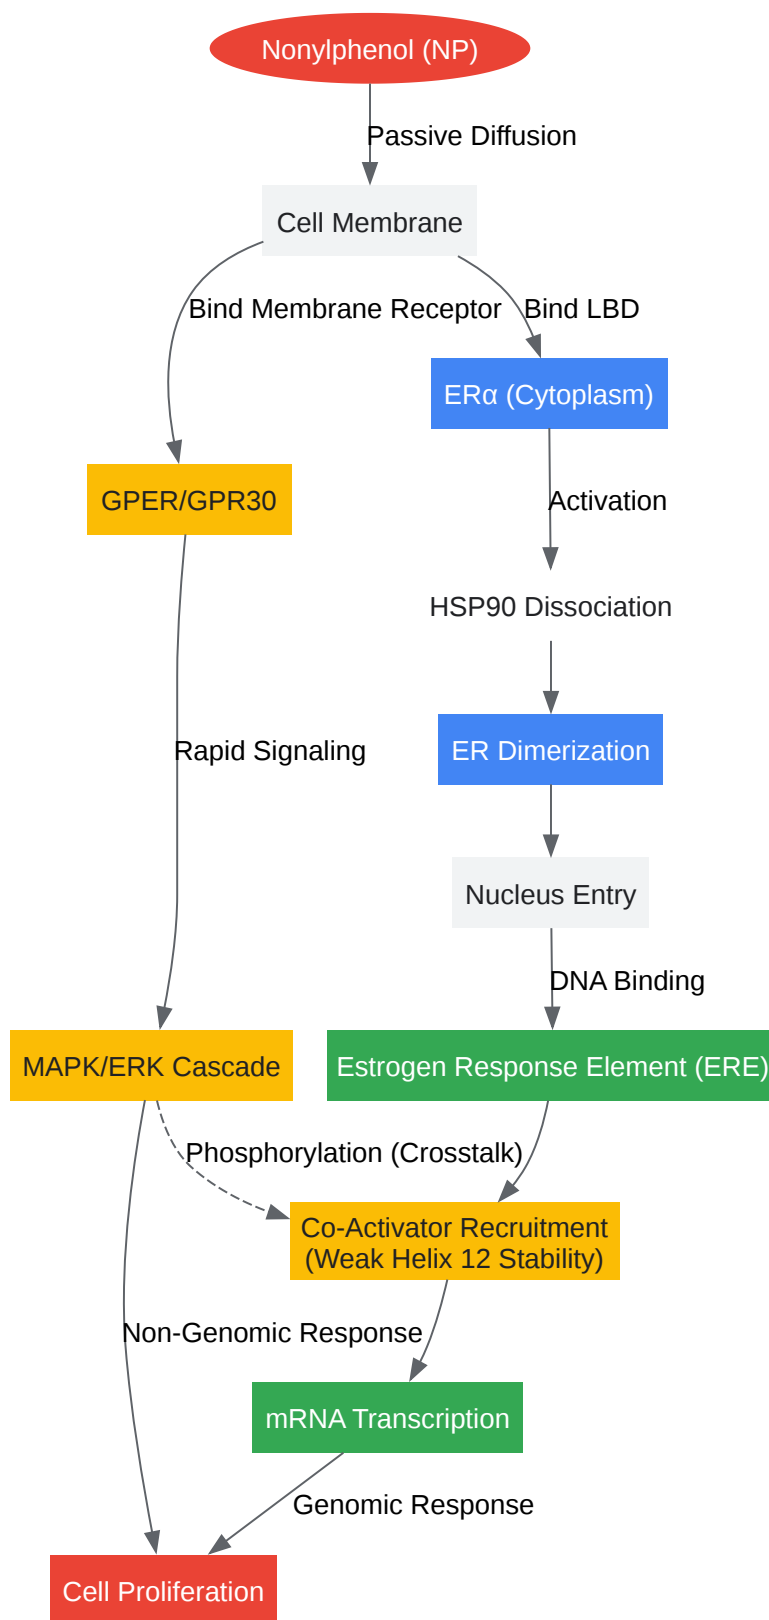 Nonylphenol (NP)
Passive Diffusion
Cell Membrane
Bind Membrane Receptor
Bind LBD
ERα (Cytoplasm)
GPER/GPR30
Activation
HSP90 Dissociation
Rapid Signaling
ER Dimerization
Nucleus Entry
DNA Binding
MAPK/ERK Cascade
Estrogen Response Element (ERE)
Phosphorylation (Crosstalk)
Co-Activator Recruitment
(Weak Helix 12 Stability)
Non-Genomic Response
mRNA Transcription
Genomic Response
Cell Proliferation